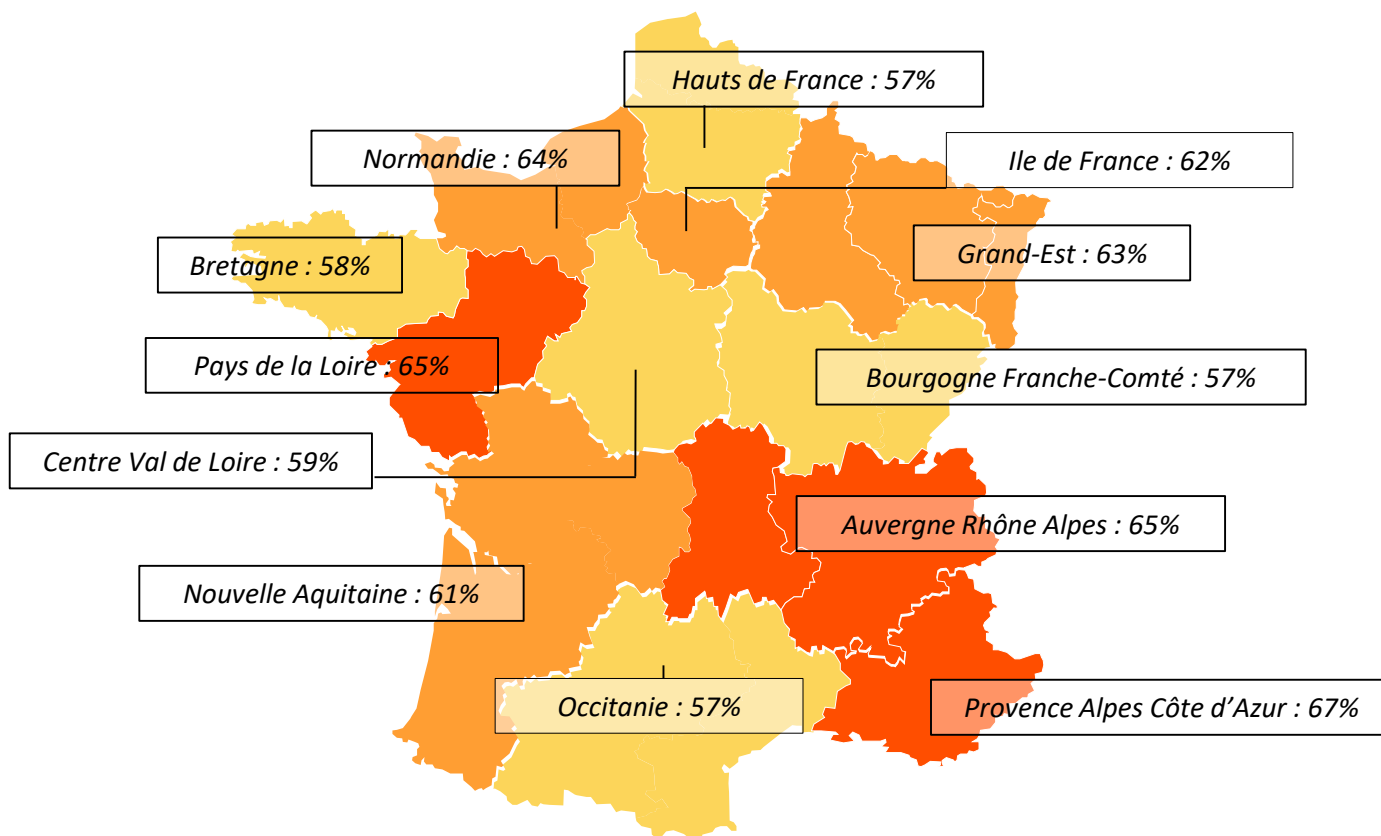 Hauts de France : 57%
Normandie : 64%
Ile de France : 62%
Bretagne : 58%
Grand-Est : 63%
Pays de la Loire : 65%
Bourgogne Franche-Comté : 57%
Centre Val de Loire : 59%
Auvergne Rhône Alpes : 65%
Nouvelle Aquitaine : 61%
Occitanie : 57%
Provence Alpes Côte d’Azur : 67%